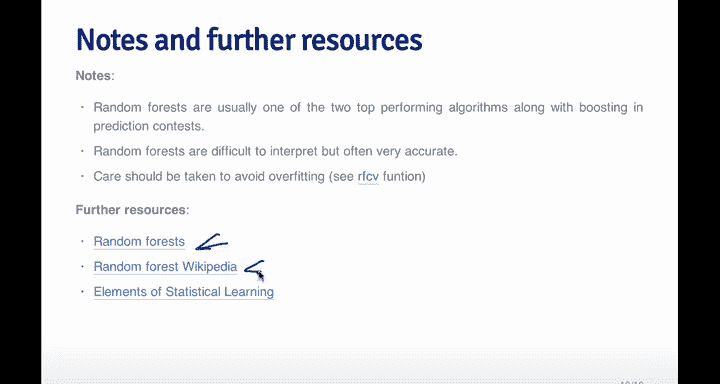 Notes and further resources
Notes:
· Random forests are usually one of the two top performing algorithms along with boosting in
prediction contests.
· Random forests are difficult to interpret but often very accurate.
· Care should be taken to avoid overfitting (see rfcv funtion)
Further resources:
· Random forests
· Random forest Wikipedia
· Elements of Statistical Learning